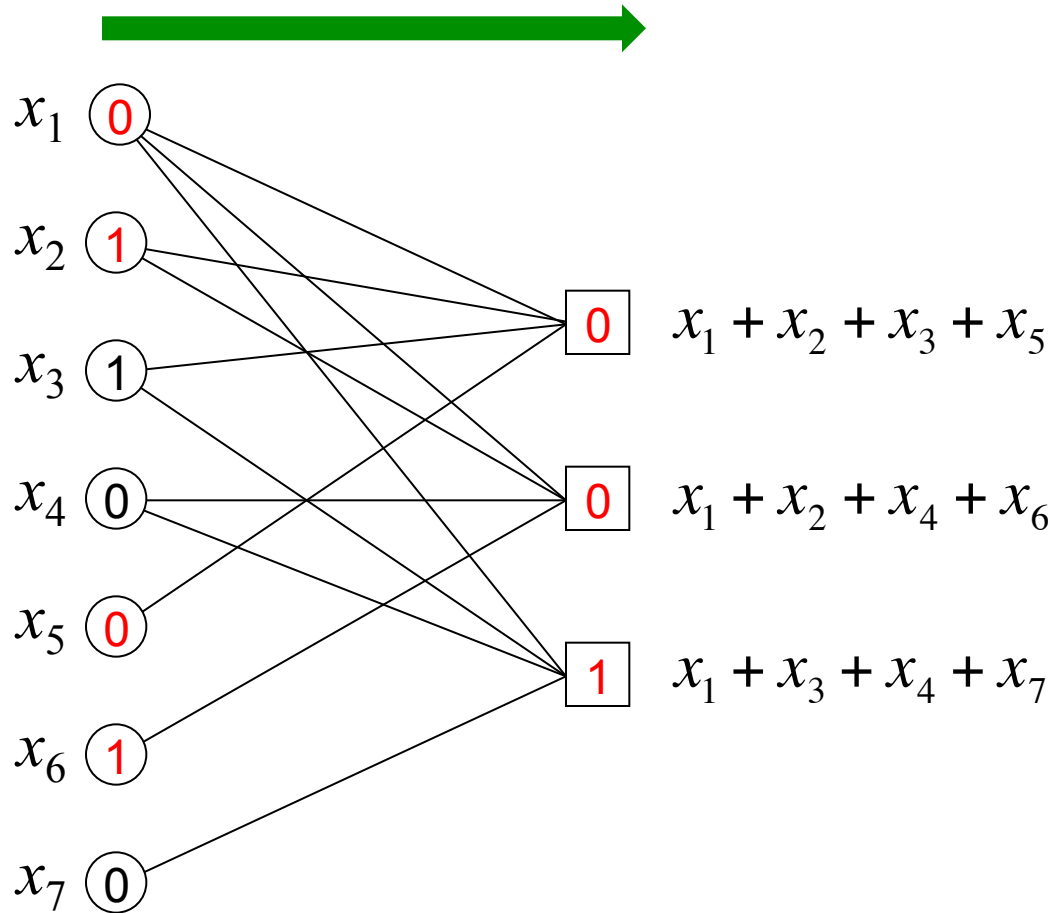 x₁ 0
x₂ 1
0 x₁ + x₂ + x₃ + x₅
x₃ 1
x₄ 0
0 x₁ + x₂ + x₄ + x₆
x₅ 0
1 x₁ + x₃ + x₄ + x₇
x₆ 1
x₇ 0